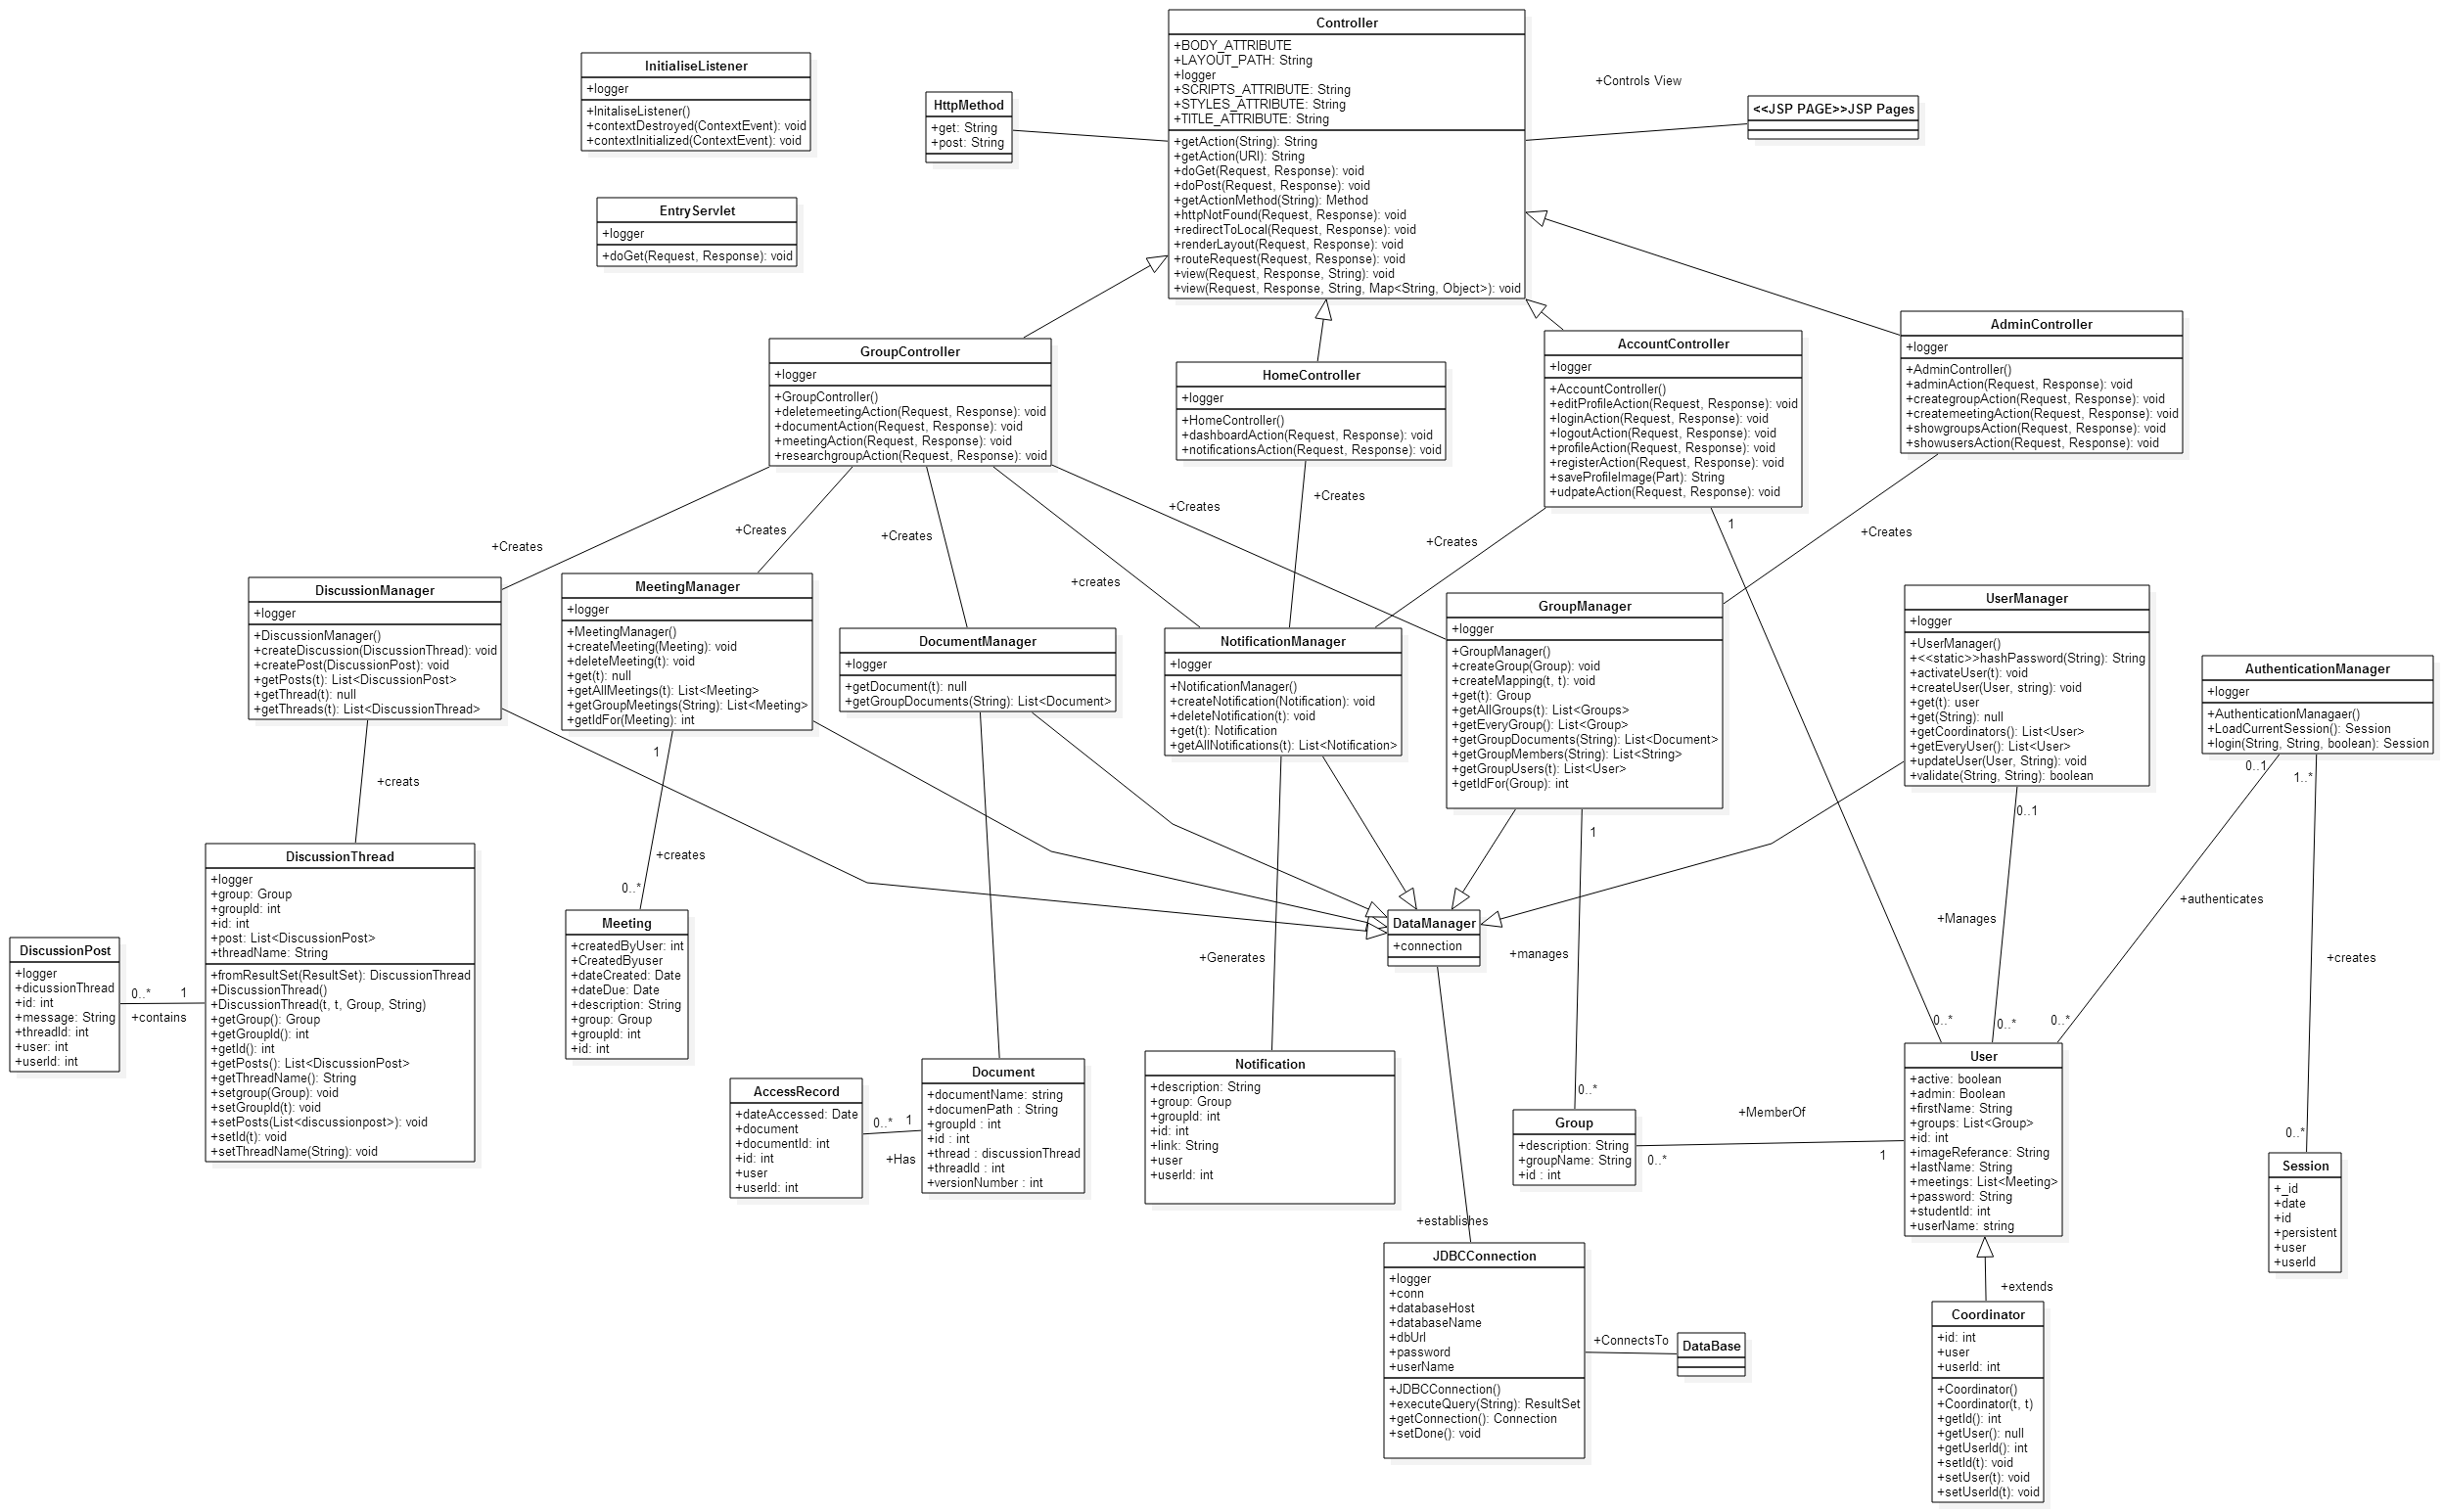 Controller
+BODY_ATTRIBUTE
+LAYOUT_PATH: String
+logger
+SCRIPTS_ATTRIBUTE: String
+STYLES_ATTRIBUTE: String
+TITLE_ATTRIBUTE: String
+getAction(String): String
+getAction(URI): String
+doGet(Request, Response): void
+doPost(Request, Response): void
+getActionMethod(String): Method
+httpNotFound(Request, Response): void
+redirectToLocal(Request, Response): void
+renderLayout(Request, Response): void
+routeRequest(Request, Response): void
+view(Request, Response, String): void
+view(Request, Response, String, Map<String, Object>): void
InitialiseListener
+logger
+InitaliseListener()
+contextDestroyed(ContextEvent): void
+contextInitialized(ContextEvent): void
HttpMethod
+get: String
+post: String
+Controls View
<<JSP PAGE>>JSP Pages
EntryServlet
+logger
+doGet(Request, Response): void
GroupController
+logger
+GroupController()
+deletemeetingAction(Request, Response): void
+documentAction(Request, Response): void
+meetingAction(Request, Response): void
+researchgroupAction(Request, Response): void
HomeController
+logger
+HomeController()
+dashboardAction(Request, Response): void
+notificationsAction(Request, Response): void
AccountController
+logger
+AccountController()
+editProfileAction(Request, Response): void
+loginAction(Request, Response): void
+logoutAction(Request, Response): void
+profileAction(Request, Response): void
+registerAction(Request, Response): void
+saveProfileImage(Part): String
+udpateAction(Request, Response): void
AdminController
+logger
+AdminController()
+adminAction(Request, Response): void
+creategroupAction(Request, Response): void
+createmeetingAction(Request, Response): void
+showgroupsAction(Request, Response): void
+showusersAction(Request, Response): void
+Creates
+Creates
+Creates
+creates
+Creates
+Creates
+Creates
+Creates
1
DiscussionManager
+logger
+DiscussionManager()
+createDiscussion(DiscussionThread): void
+createPost(DiscussionPost): void
+getPosts(t): List<DiscussionPost>
+getThread(t): null
+getThreads(t): List<DiscussionThread>
MeetingManager
+logger
+MeetingManager()
+createMeeting(Meeting): void
+deleteMeeting(t): void
+get(t): null
+getAllMeetings(t): List<Meeting>
+getGroupMeetings(String): List<Meeting>
+getIdFor(Meeting): int
DocumentManager
+logger
+getDocument(t): null
+getGroupDocuments(String): List<Document>
NotificationManager
+logger
+NotificationManager()
+createNotification(Notification): void
+deleteNotification(t): void
+get(t): Notification
+getAllNotifications(t): List<Notification>
GroupManager
+logger
+GroupManager()
+createGroup(Group): void
+createMapping(t, t): void
+get(t): Group
+getAllGroups(t): List<Groups>
+getEveryGroup(): List<Group>
+getGroupDocuments(String): List<Document>
+getGroupMembers(String): List<String>
+getGroupUsers(t): List<User>
+getIdFor(Group): int
UserManager
+logger
+UserManager()
+<<static>>hashPassword(String): String
+activateUser(t): void
+createUser(User, string): void
+get(t): user
+get(String): null
+getCoordinators(): List<User>
+getEveryUser(): List<User>
+updateUser(User, String): void
+validate(String, String): boolean
AuthenticationManager
+logger
+AuthenticationManagaer()
+LoadCurrentSession(): Session
+login(String, String, boolean): Session
+creats
1
+creates
0..*
+Generates
1
+manages
0..*
0..1
+Manages
0..*
0..*
0..1
+authenticates
0..*
1..*
+creates
0..*
DiscussionThread
+logger
+group: Group
+groupId: int
+id: int
+post: List<DiscussionPost>
+threadName: String
+fromResultSet(ResultSet): DiscussionThread
+DiscussionThread()
+DiscussionThread(t, t, Group, String)
+getGroup(): Group
+getGroupId(): int
+getId(): int
+getPosts(): List<DiscussionPost>
+getThreadName(): String
+setgroup(Group): void
+setGroupId(t): void
+setPosts(List<discussionpost>): void
+setId(t): void
+setThreadName(String): void
DiscussionPost
+logger
+dicussionThread
+id: int
+message: String
+threadId: int
+user: int
+userId: int
0..*
1
+contains
Meeting
+createdByUser: int
+CreatedByuser
+dateCreated: Date
+dateDue: Date
+description: String
+group: Group
+groupId: int
+id: int
DataManager
+connection
AccessRecord
+dateAccessed: Date
+document
+documentId: int
+id: int
+user
+userId: int
0..*
1
+Has
Document
+documentName: string
+documenPath : String
+groupId : int
+id : int
+thread : discussionThread
+threadId : int
+versionNumber : int
Notification
+description: String
+group: Group
+groupId: int
+id: int
+link: String
+user
+userId: int
Group
+description: String
+groupName: String
+id : int
+MemberOf
0..*
1
User
+active: boolean
+admin: Boolean
+firstName: String
+groups: List<Group>
+id: int
+imageReferance: String
+lastName: String
+meetings: List<Meeting>
+password: String
+studentId: int
+userName: string
Session
+_id
+date
+id
+persistent
+user
+userId
+establishes
JDBCConnection
+logger
+conn
+databaseHost
+databaseName
+dbUrl
+password
+userName
+JDBCConnection()
+executeQuery(String): ResultSet
+getConnection(): Connection
+setDone(): void
+ConnectsTo
DataBase
+extends
Coordinator
+id: int
+user
+userId: int
+Coordinator()
+Coordinator(t, t)
+getId(): int
+getUser(): null
+getUserId(): int
+setId(t): void
+setUser(t): void
+setUserId(t): void